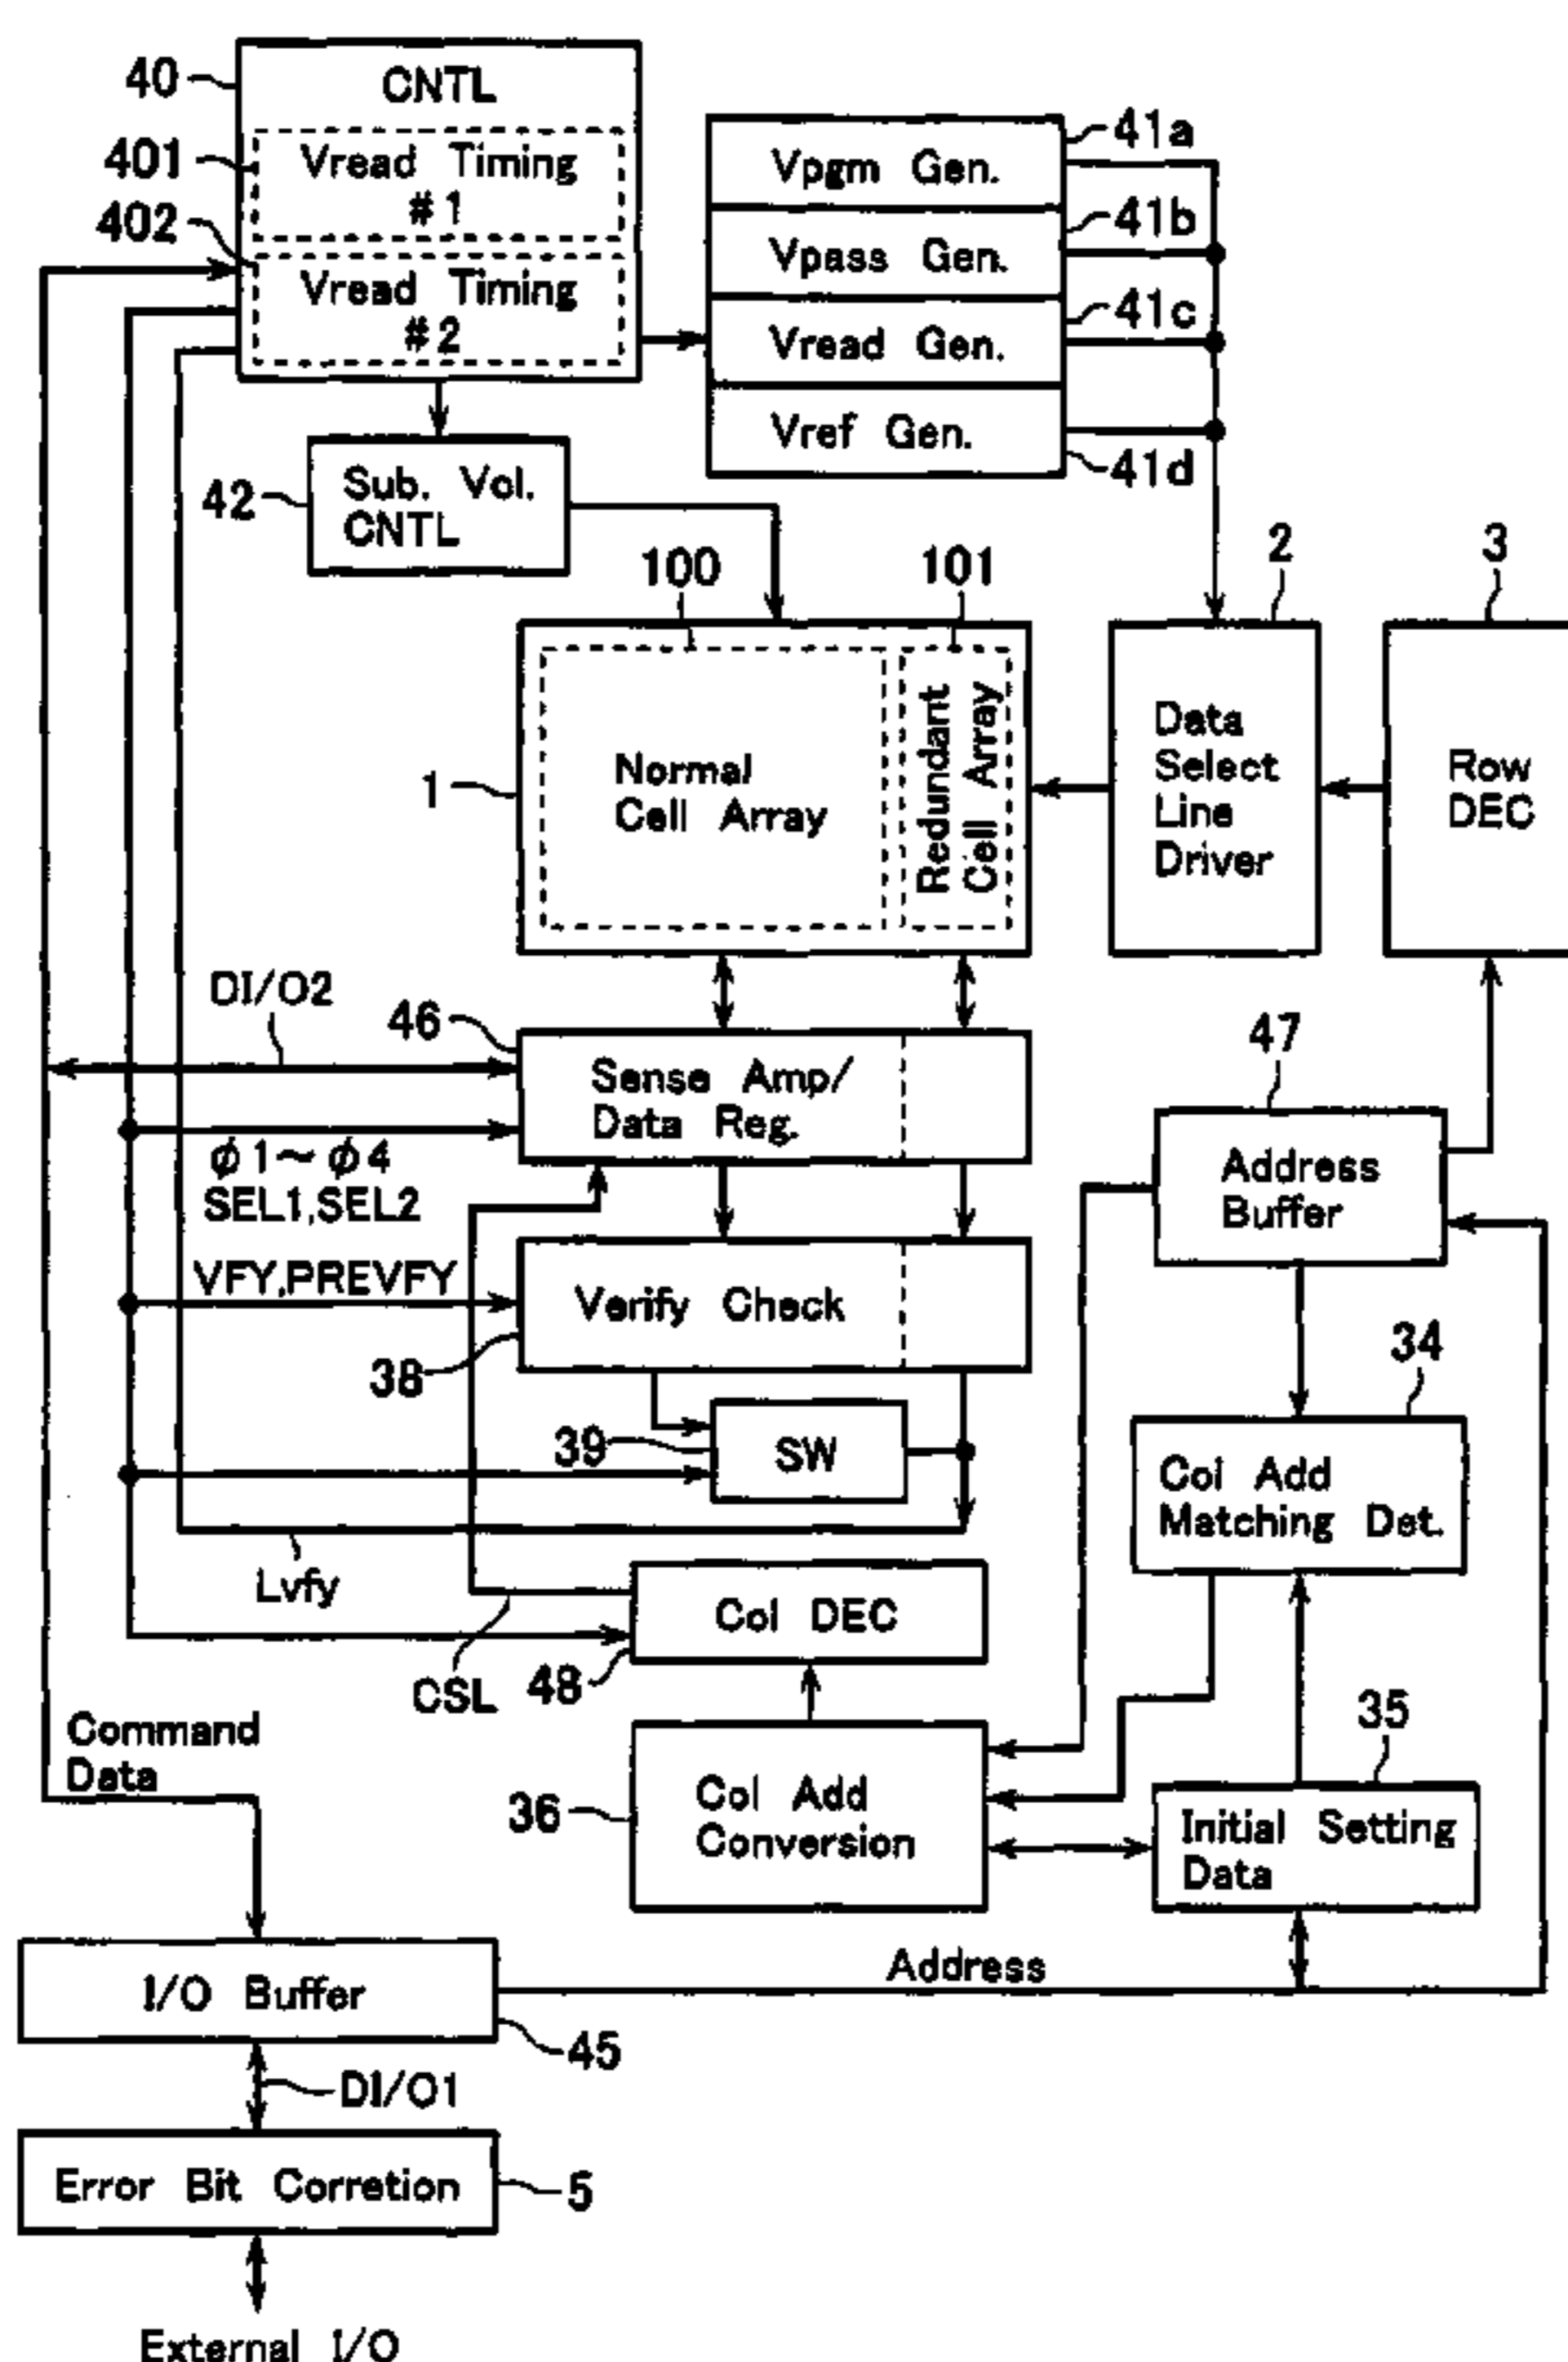 40
CNTL
401
Vread Timing
#1
402
Vread Timing
#2
Vpgm Gen.
41a
Vpass Gen.
41b
Vread Gen.
41c
Vref Gen.
41d
42
Sub. Vol.
CNTL
100
101
2
3
1
Normal
Cell Array
Redundant
Cell Array
Data
Select
Line
Driver
Row
DEC
DI/O2
46
Sense Amp/
Data Reg.
47
Address
Buffer
ϕ1~ϕ4
SEL1,SEL2
VFY,PREVFY
Verify Check
38
34
39
SW
Col Add
Matching Det.
Lvfy
Col DEC
CSL
48
35
Command
Data
36
Col Add
Conversion
Initial Setting
Data
Address
I/O Buffer
45
DI/O1
Error Bit Corretion
5
External I/O